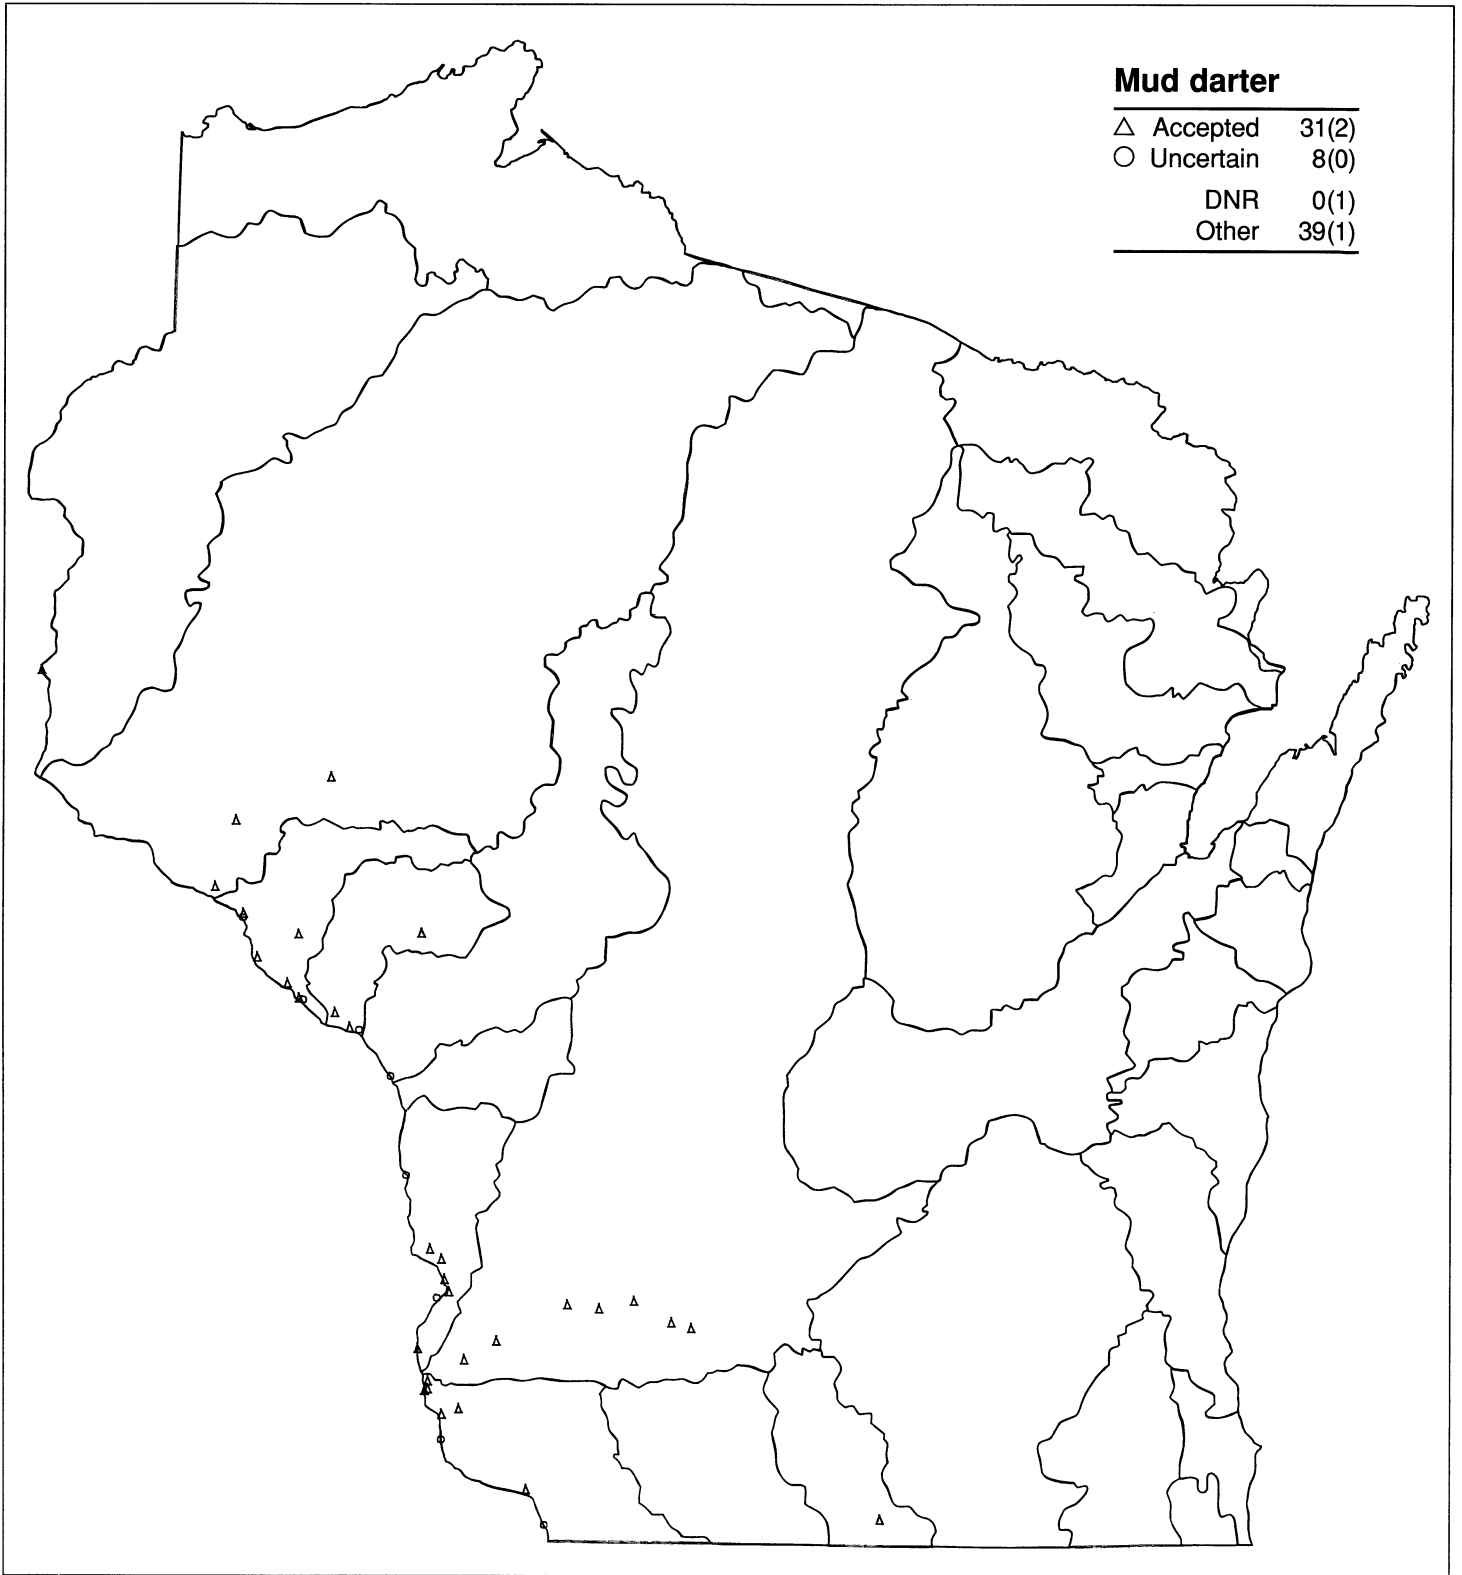 Mud darter
Accepted 31(2)
Uncertain 8(0)
DNR 0(1)
Other 39(1)